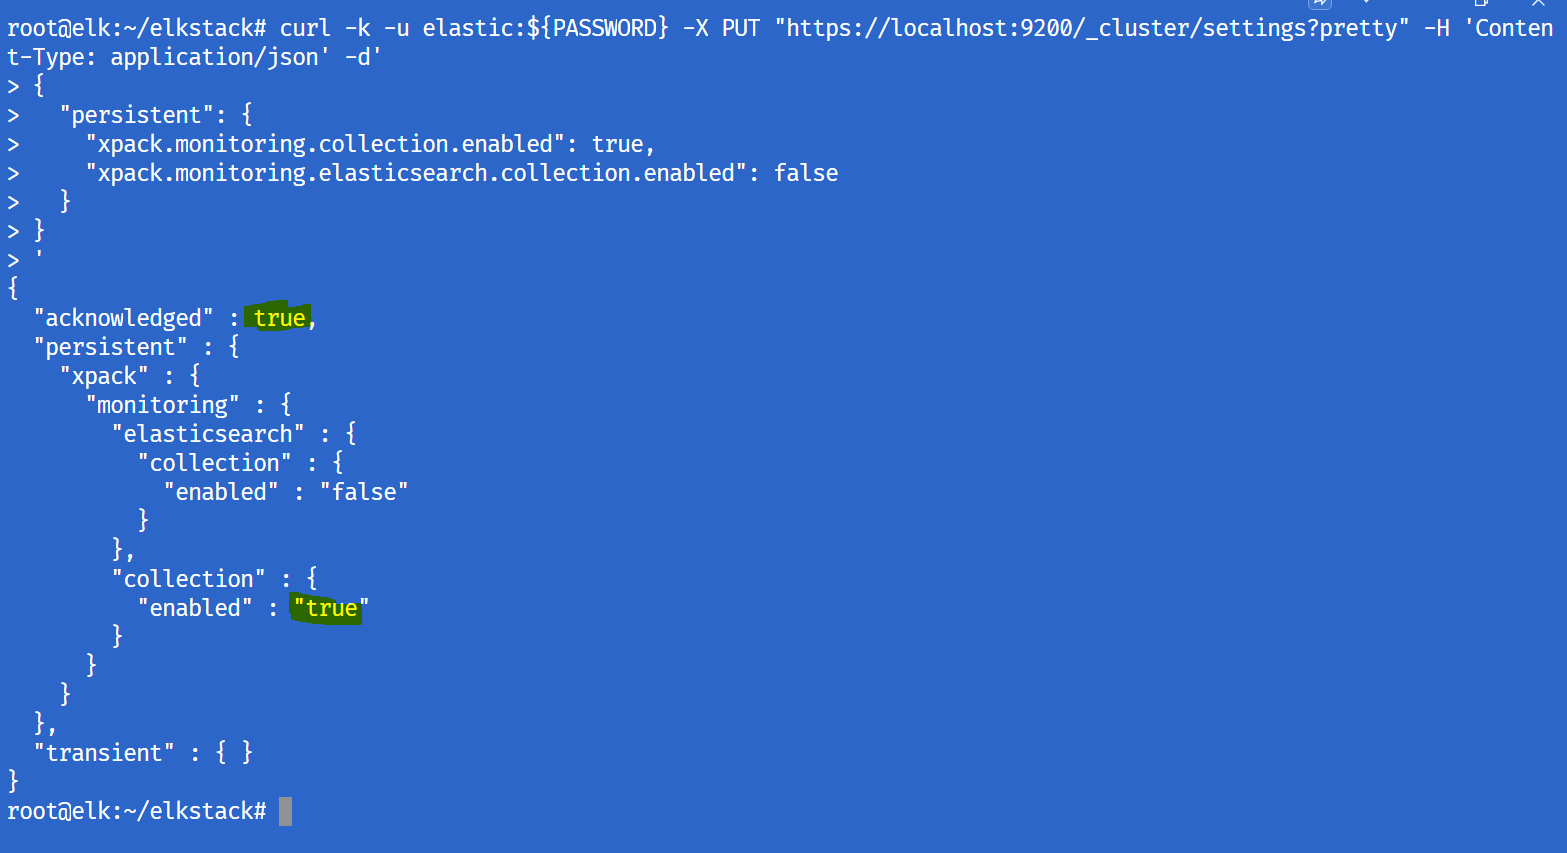 root@elk:~/elkstack# curl -k -u elastic:${PASSWORD} -X PUT "https://localhost:9200/_cluster/settings?pretty" -H 'Conten
t-Type: application/json' -d'
> {
>   "persistent": {
>     "xpack.monitoring.collection.enabled": true,
>     "xpack.monitoring.elasticsearch.collection.enabled": false
>   }
> }
> '
{
  "acknowledged" : true,
  "persistent" : {
    "xpack" : {
      "monitoring" : {
        "elasticsearch" : {
          "collection" : {
            "enabled" : "false"
          }
        },
        "collection" : {
          "enabled" : "true"
        }
      }
    }
  },
  "transient" : { }
}
root@elk:~/elkstack#